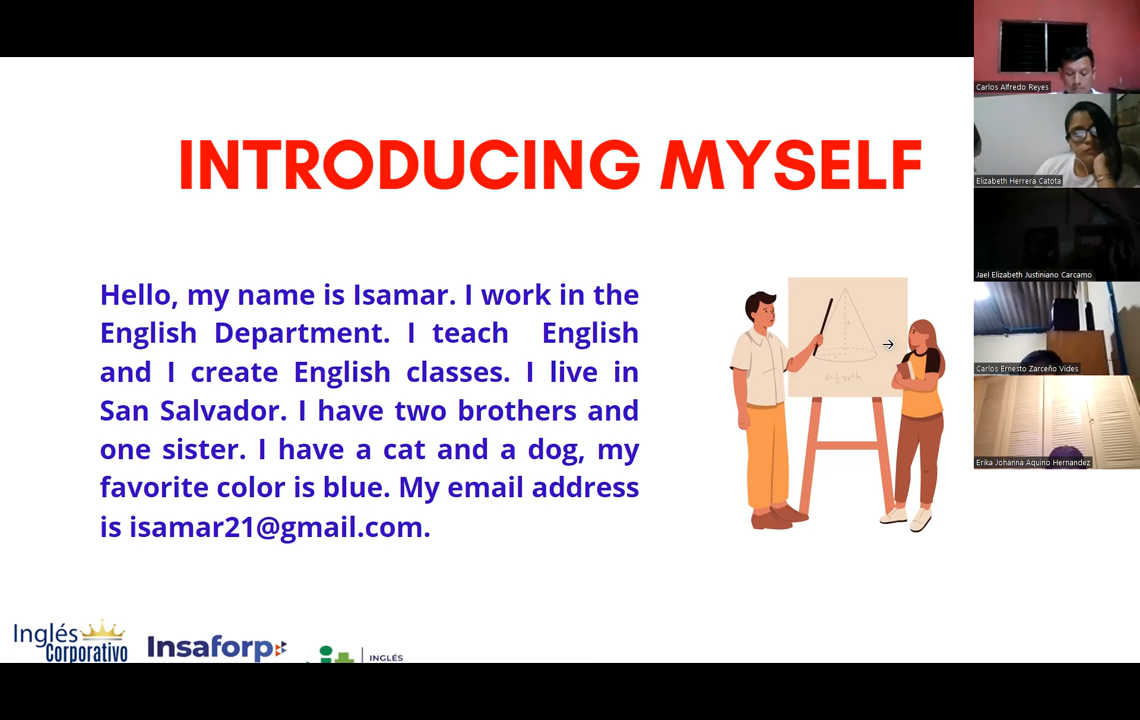 INTRODUCING MYSELF
Hello, my name is Isamar. I work in the
English Department. I teach English
and I create English classes. I live in
San Salvador. I have two brothers and
one sister. I have a cat and a dog, my
favorite color is blue. My email address
is isamar21@gmail.com.
Inglés
Corporativo
Insaforp
INGLÉS
Carlos Alfredo Reyes
Elizabeth Herrera Catota
Jael Elizabeth Justiniano Carcamo
Carlos Ernesto Zarceño Vides
Erika Johanna Aquino Hernandez